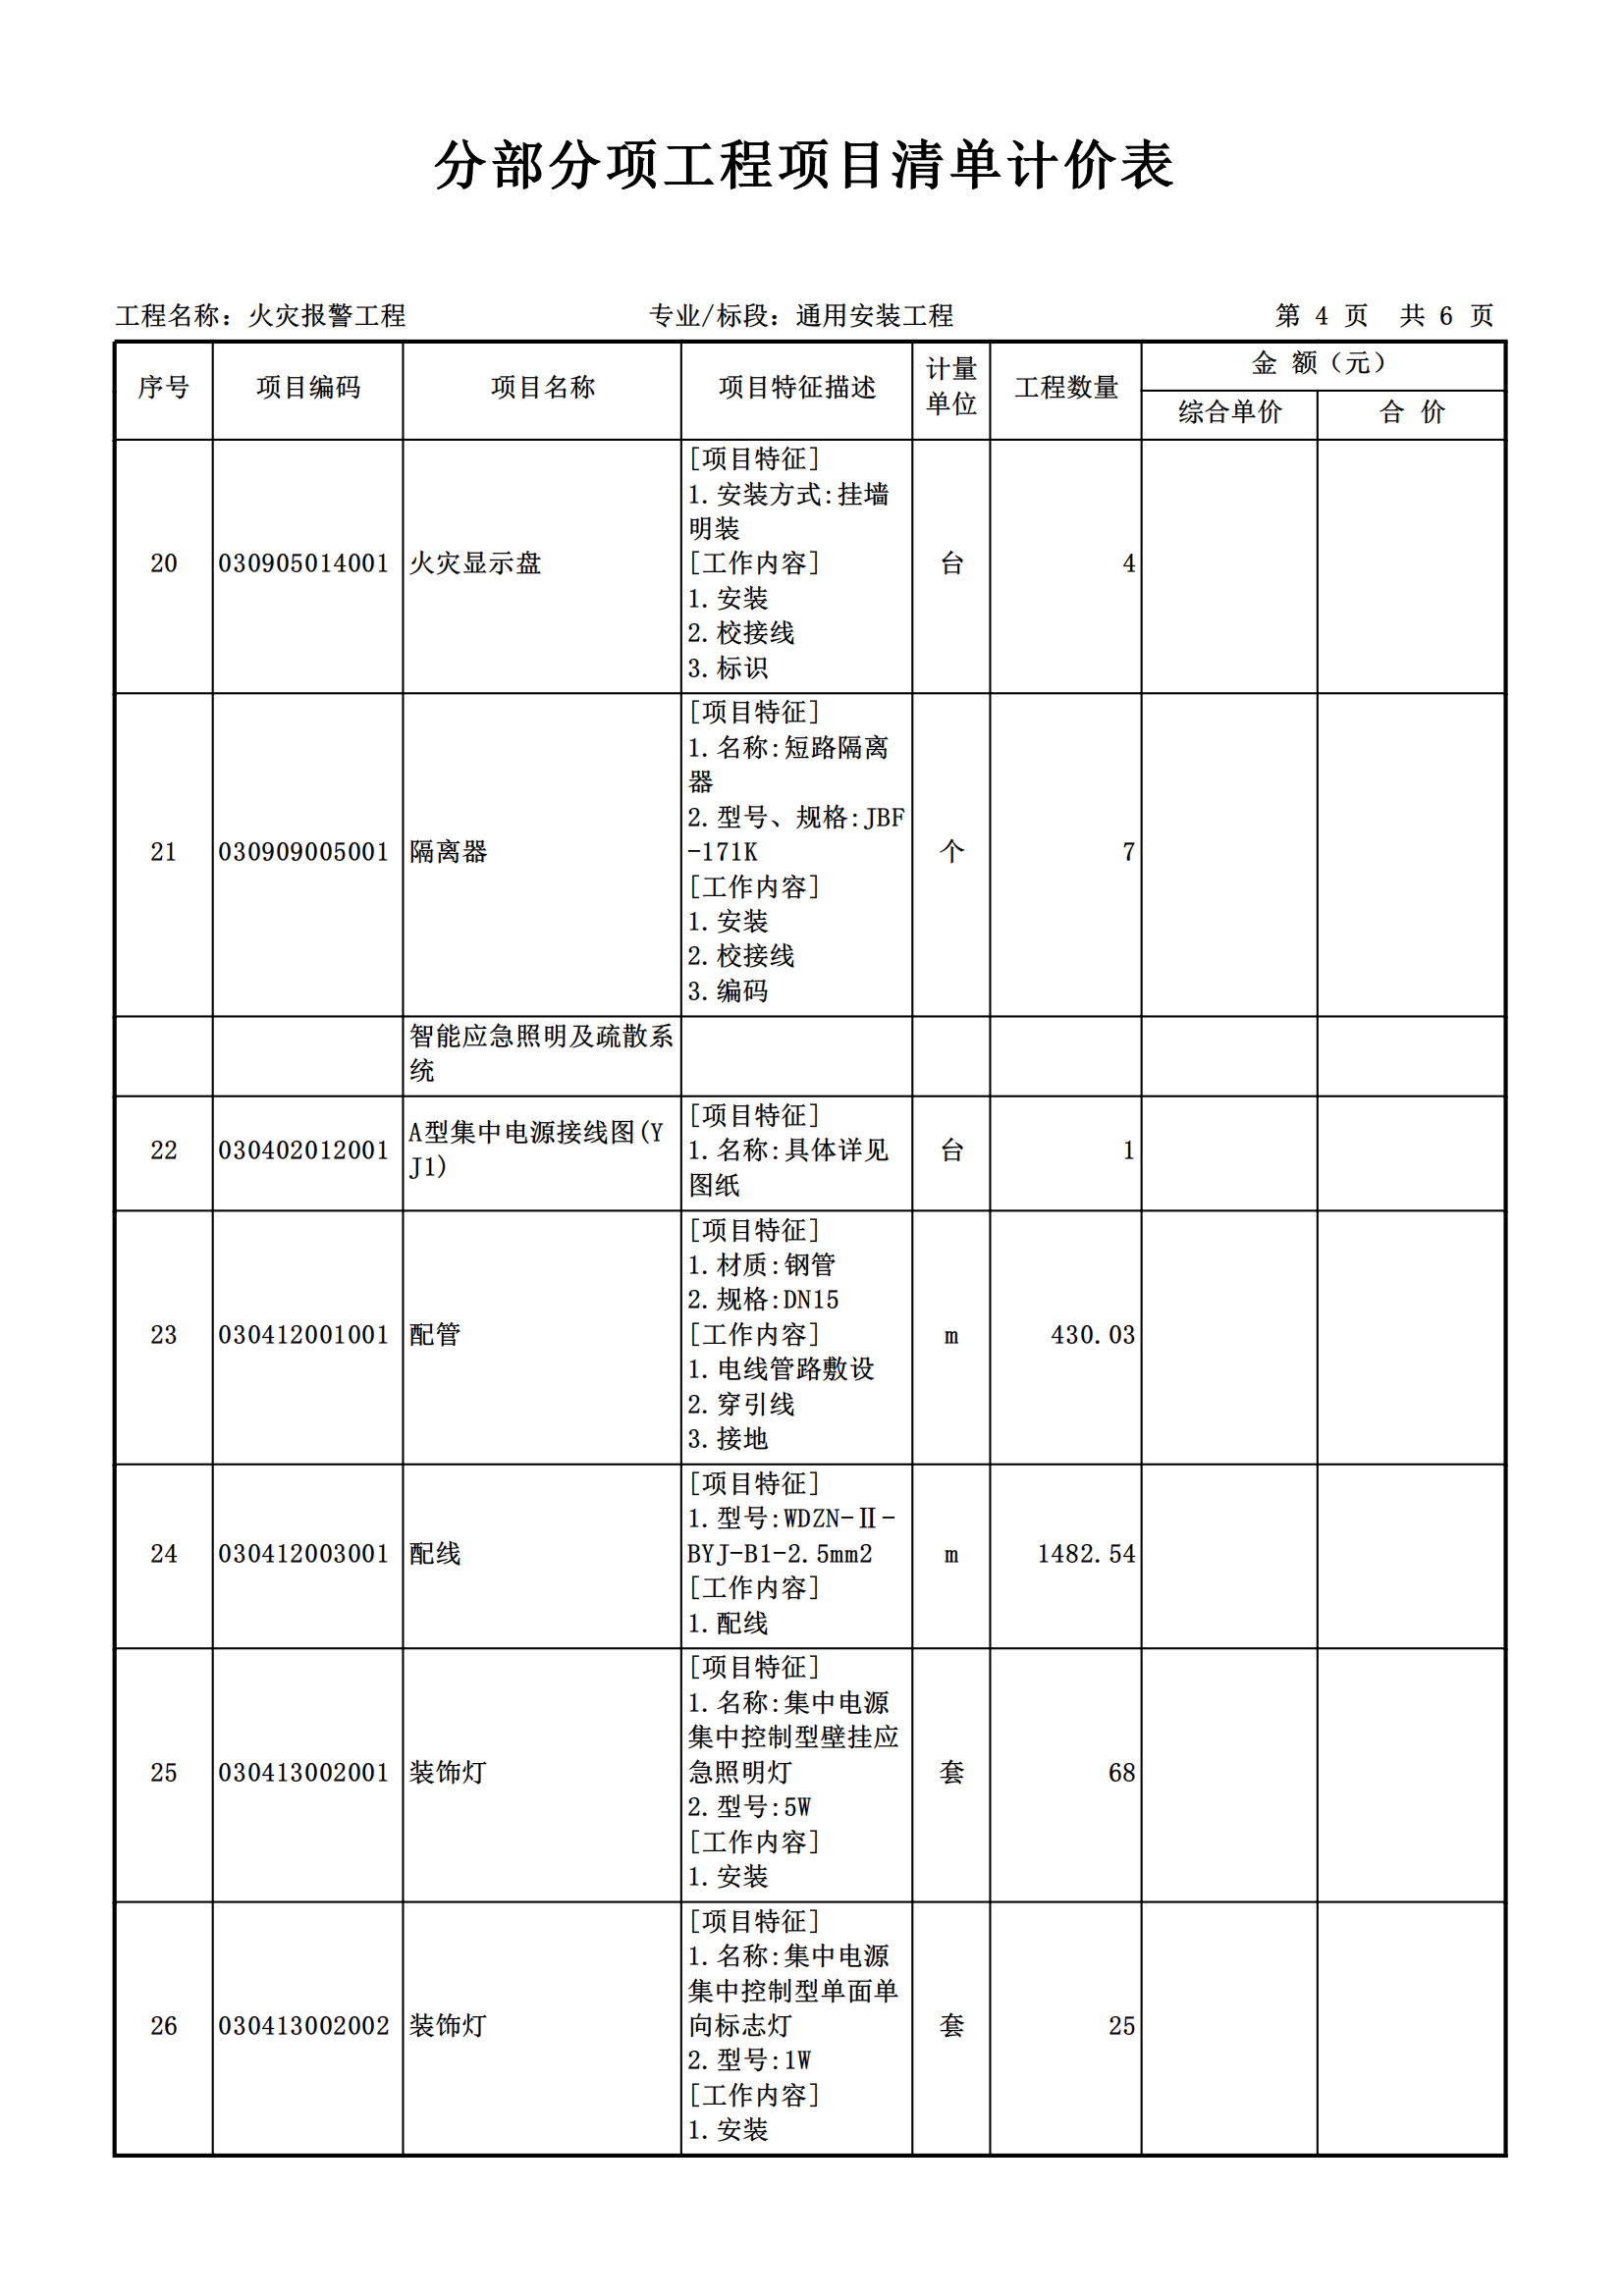 分部分项工程项目清单计价表
工程名称：火灾报警工程 专业/标段：通用安装工程 第 4 页 共 6 页
序号 项目编码 项目名称 项目特征描述 计量单位 工程数量 金 额（元）
综合单价 合 价
20 030905014001 火灾显示盘 台 4
[项目特征]
1.安装方式:挂墙
明装
[工作内容]
1.安装
2.校接线
3.标识
21 030909005001 隔离器 个 7
[项目特征]
1.名称:短路隔离
器
2.型号、规格:JBF
-171K
[工作内容]
1.安装
2.校接线
3.编码
智能应急照明及疏散系
统
22 030402012001 A型集中电源接线图(Y
J1) 台 1
[项目特征]
1.名称:具体详见
图纸
23 030412001001 配管 m 430.03
[项目特征]
1.材质:钢管
2.规格:DN15
[工作内容]
1.电线管路敷设
2.穿引线
3.接地
24 030412003001 配线 m 1482.54
[项目特征]
1.型号:WDZN-Ⅱ-
BYJ-B1-2.5mm2
[工作内容]
1.配线
25 030413002001 装饰灯 套 68
[项目特征]
1.名称:集中电源
集中控制型壁挂应
急照明灯
2.型号:5W
[工作内容]
1.安装
26 030413002002 装饰灯 套 25
[项目特征]
1.名称:集中电源
集中控制型单面单
向标志灯
2.型号:1W
[工作内容]
1.安装